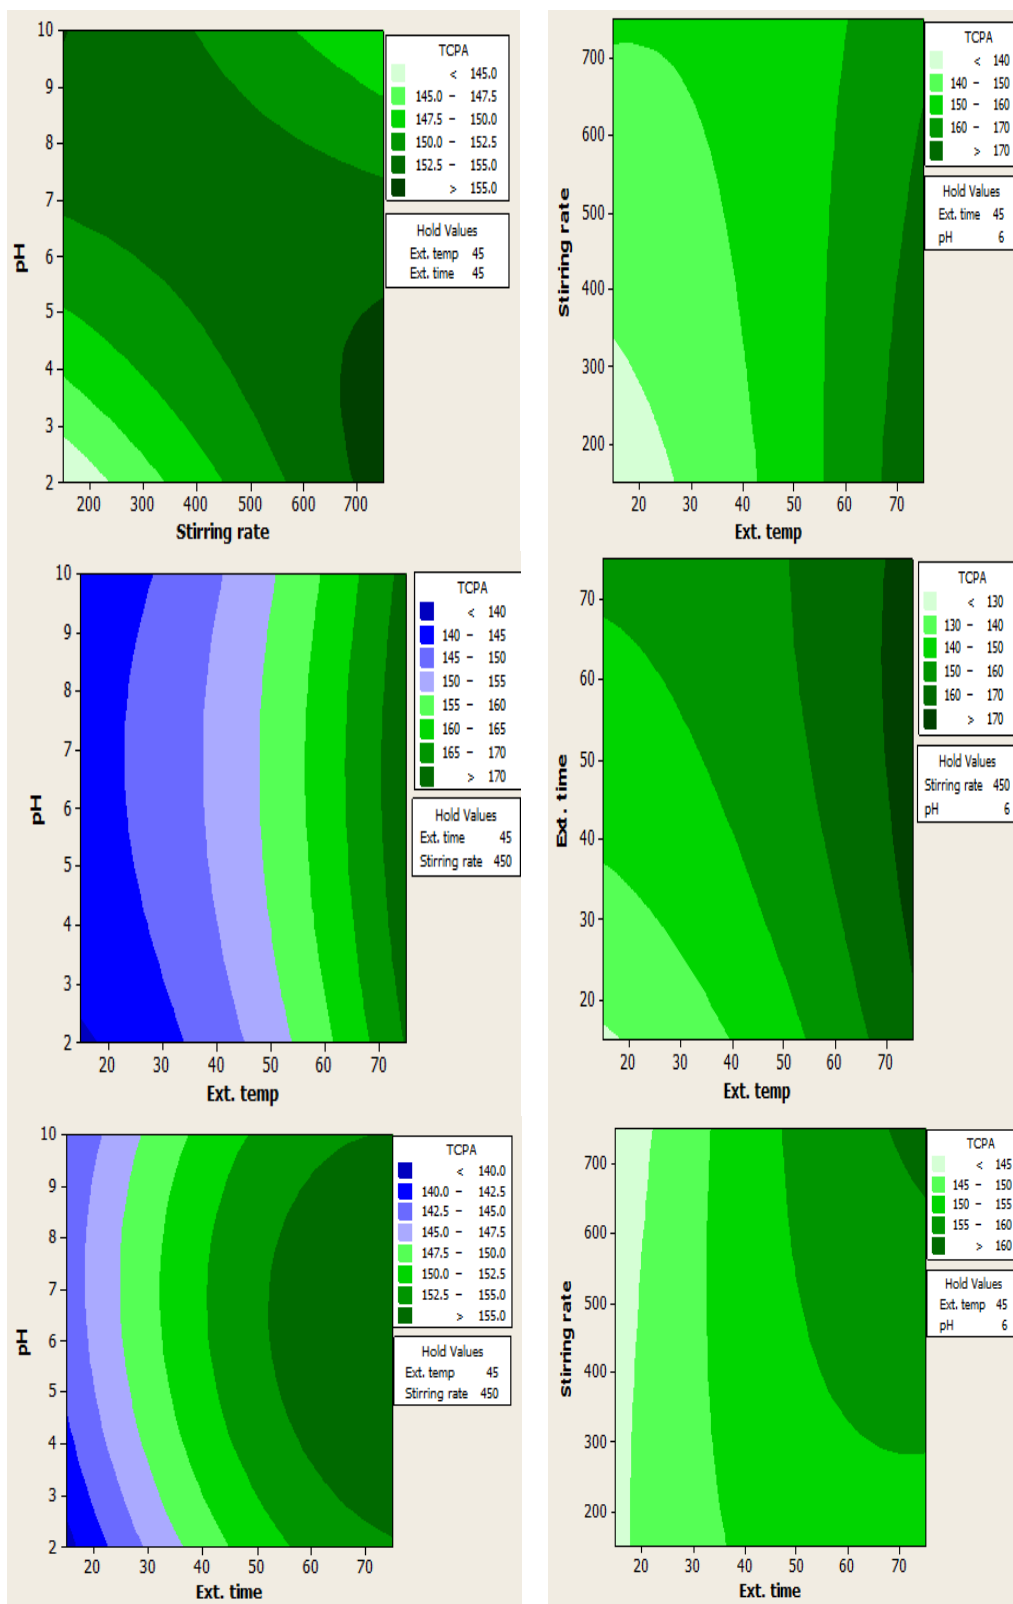 10
9
8
7
6
5
4
3
2
pH
200 300 400 500 600 700
Stirring rate
TCPA
< 145.0
145.0 – 147.5
147.5 – 150.0
150.0 – 152.5
152.5 – 155.0
> 155.0
Hold Values
Ext. temp 45
Ext. time 45
700
600
500
400
300
200
Stirring rate
20 30 40 50 60 70
Ext. temp
TCPA
< 140
140 – 150
150 – 160
160 – 170
> 170
Hold Values
Ext. time 45
pH 6
10
9
8
7
6
5
4
3
2
pH
20 30 40 50 60 70
Ext. temp
TCPA
< 140
140 – 145
145 – 150
150 – 155
155 – 160
160 – 165
165 – 170
> 170
Hold Values
Ext. time 45
Stirring rate 450
70
60
50
40
30
20
Ext. time
20 30 40 50 60 70
Ext. temp
TCPA
< 130
130 – 140
140 – 150
150 – 160
160 – 170
> 170
Hold Values
Stirring rate 450
pH 6
10
9
8
7
6
5
4
3
2
pH
20 30 40 50 60 70
Ext. time
TCPA
< 140.0
140.0 – 142.5
142.5 – 145.0
145.0 – 147.5
147.5 – 150.0
150.0 – 152.5
152.5 – 155.0
> 155.0
Hold Values
Ext. temp 45
Stirring rate 450
700
600
500
400
300
200
Stirring rate
20 30 40 50 60 70
Ext. time
TCPA
< 145
145 – 150
150 – 155
155 – 160
> 160
Hold Values
Ext. temp 45
pH 6